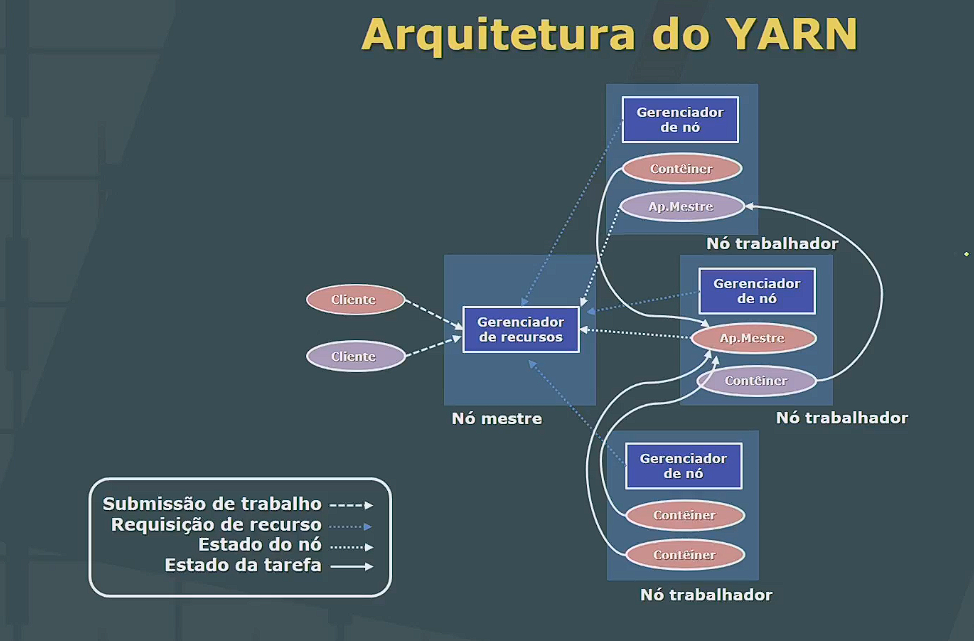 Arquitetura do YARN
Gerenciador
de nó
Contêiner
Ap.Mestre
Nó trabalhador
Cliente
Cliente
Gerenciador
de recursos
Nó mestre
Gerenciador
de nó
Ap.Mestre
Contêiner
Nó trabalhador
Gerenciador
de nó
Contêiner
Contêiner
Nó trabalhador
Submissão de trabalho
Requisição de recurso
Estado do nó
Estado da tarefa